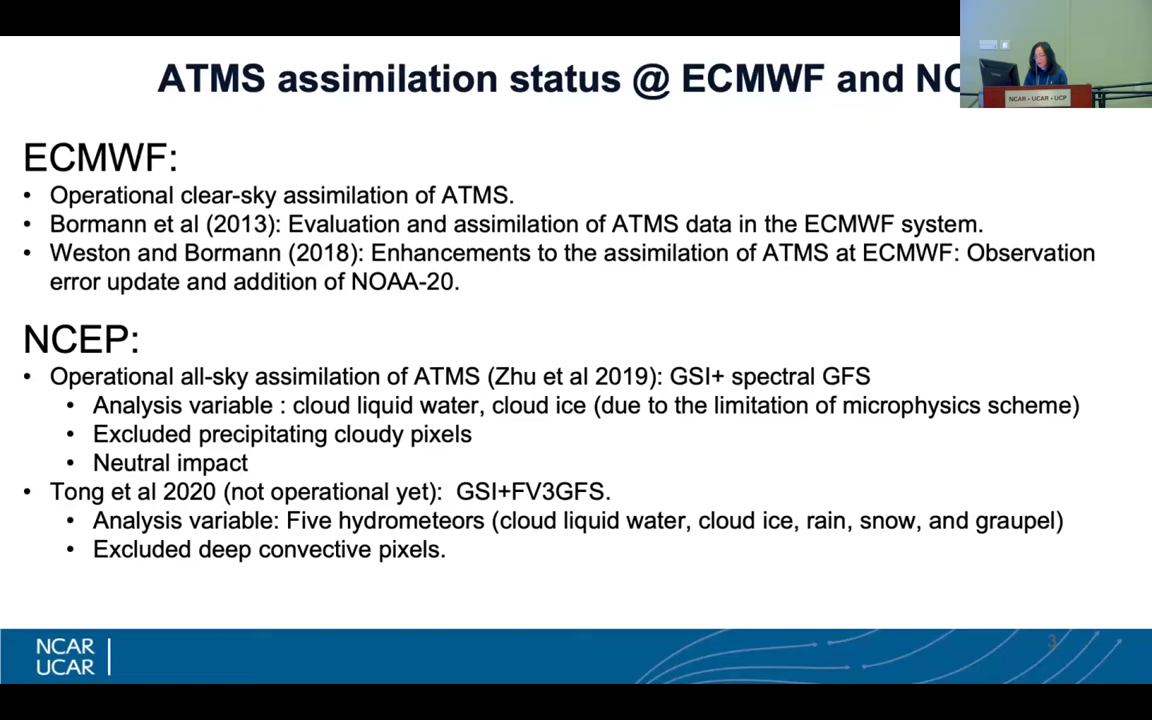 ATMS assimilation status @ ECMWF and NC
NCAR • UCAR • UCP
ECMWF:
• Operational clear-sky assimilation of ATMS.
• Bormann et al (2013): Evaluation and assimilation of ATMS data in the ECMWF system.
• Weston and Bormann (2018): Enhancements to the assimilation of ATMS at ECMWF: Observation
error update and addition of NOAA-20.
NCEP:
• Operational all-sky assimilation of ATMS (Zhu et al 2019): GSI+ spectral GFS
• Analysis variable : cloud liquid water, cloud ice (due to the limitation of microphysics scheme)
• Excluded precipitating cloudy pixels
• Neutral impact
• Tong et al 2020 (not operational yet): GSI+FV3GFS.
• Analysis variable: Five hydrometeors (cloud liquid water, cloud ice, rain, snow, and graupel)
• Excluded deep convective pixels.
NCAR
UCAR
3